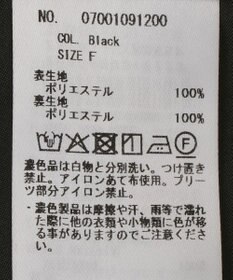 NO. 07001091200
COL. Black
SIZE F
表生地
ポリエステル 100%
裏生地
ポリエステル 100%
濃色品は白物と分別洗い。つけ置き
禁止。アイロンあて布使用。プリー
ツ部分アイロン禁止。
・濃色製品は摩擦や汗、雨等で濡れ
た際に他の衣類や小物類に色が移
る事がありますのでご注意くださ
い。